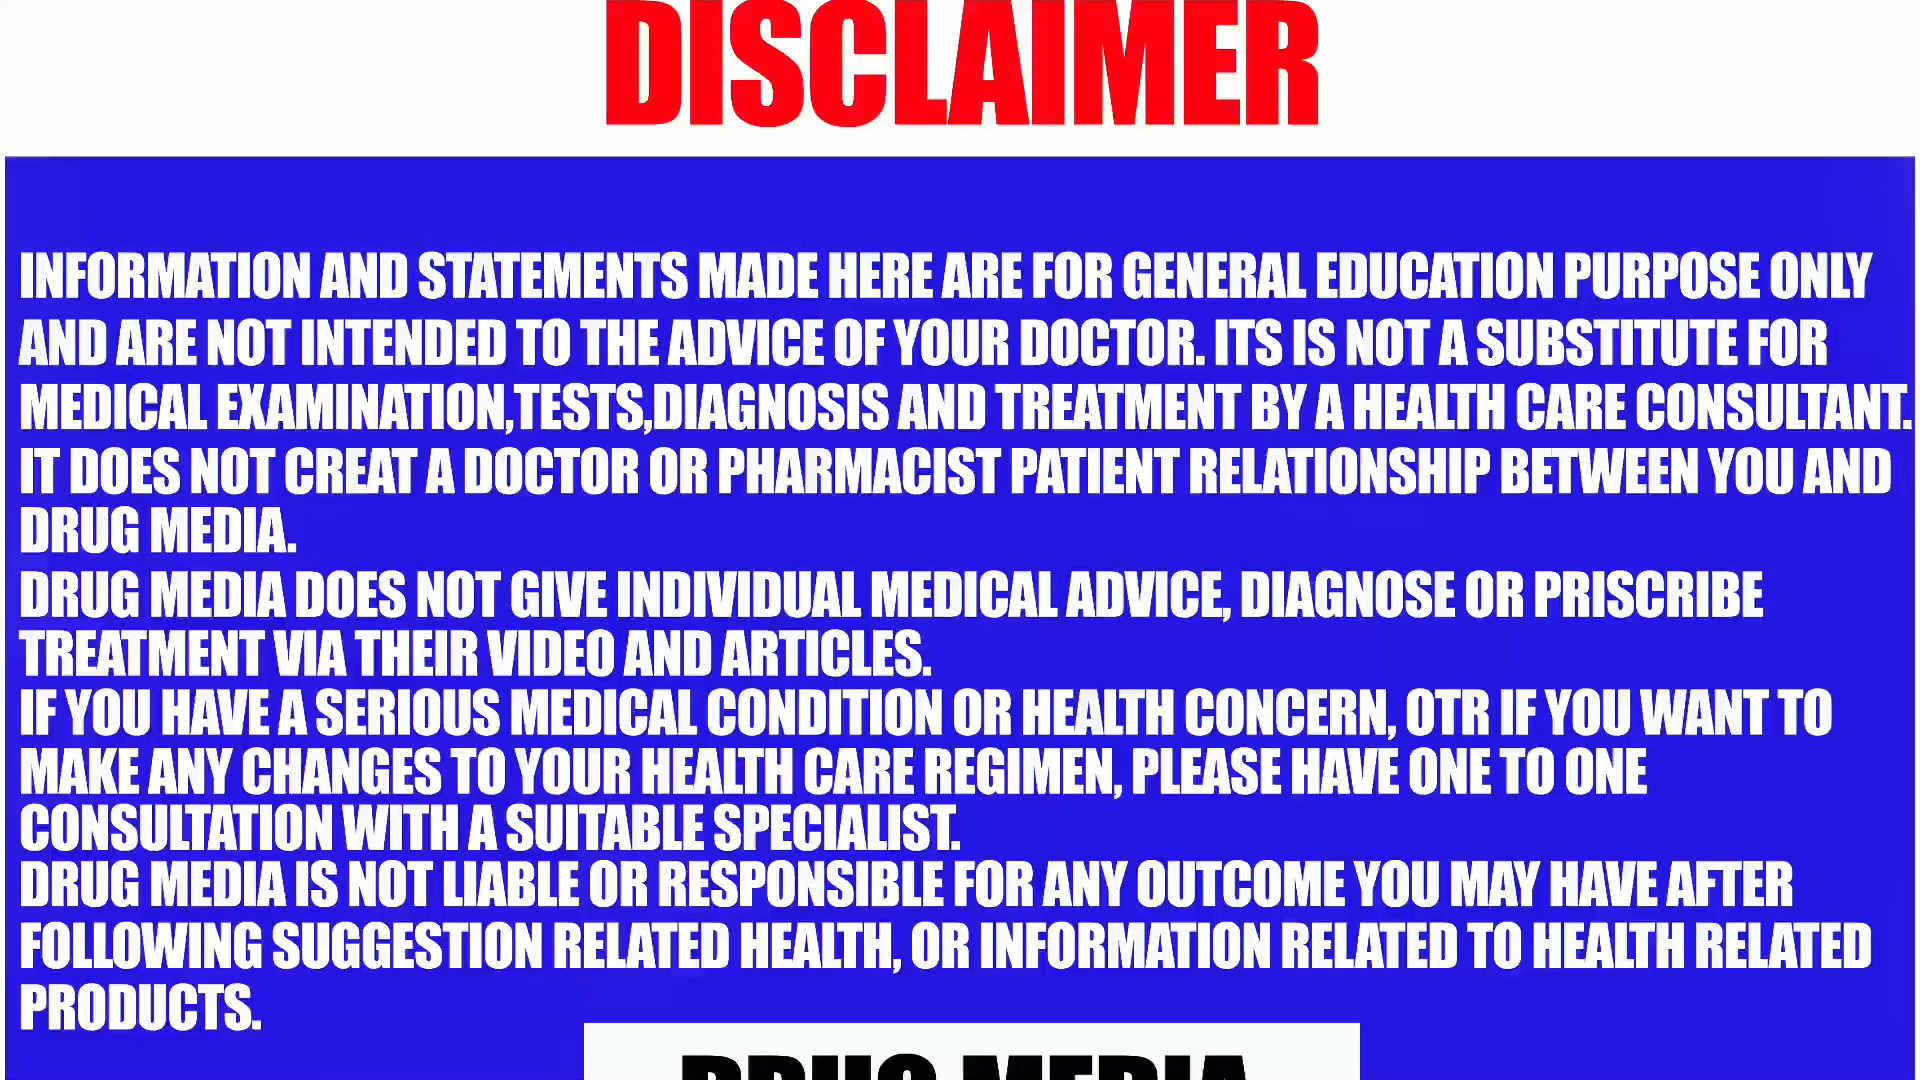 DISCLAIMER
INFORMATION AND STATEMENTS MADE HERE ARE FOR GENERAL EDUCATION PURPOSE ONLY
AND ARE NOT INTENDED TO THE ADVICE OF YOUR DOCTOR. ITS IS NOT A SUBSTITUTE FOR
MEDICAL EXAMINATION,TESTS,DIAGNOSIS AND TREATMENT BY A HEALTH CARE CONSULTANT.
IT DOES NOT CREAT A DOCTOR OR PHARMACIST PATIENT RELATIONSHIP BETWEEN YOU AND
DRUG MEDIA.
DRUG MEDIA DOES NOT GIVE INDIVIDUAL MEDICAL ADVICE, DIAGNOSE OR PRISCRIBE
TREATMENT VIA THEIR VIDEO AND ARTICLES.
IF YOU HAVE A SERIOUS MEDICAL CONDITION OR HEALTH CONCERN, OTR IF YOU WANT TO
MAKE ANY CHANGES TO YOUR HEALTH CARE REGIMEN, PLEASE HAVE ONE TO ONE
CONSULTATION WITH A SUITABLE SPECIALIST.
DRUG MEDIA IS NOT LIABLE OR RESPONSIBLE FOR ANY OUTCOME YOU MAY HAVE AFTER
FOLLOWING SUGGESTION RELATED HEALTH, OR INFORMATION RELATED TO HEALTH RELATED
PRODUCTS.
DRUG MEDIA